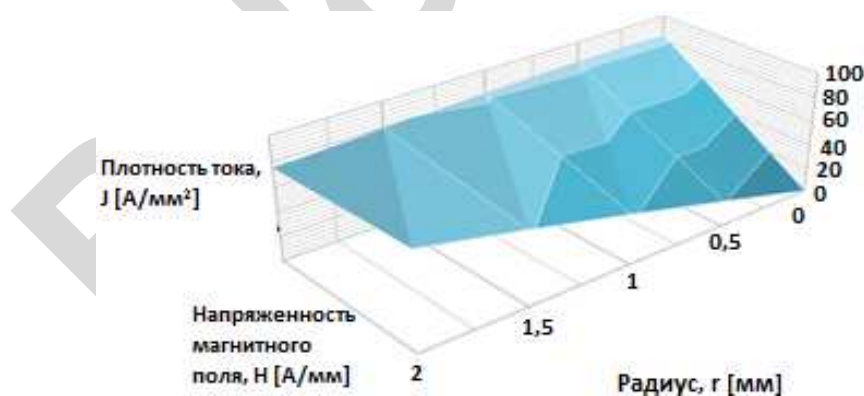 100
80
60
40
20
0
0
0,5
1
1,5
2
Плотность тока,
J [А/мм²]
Напряженность
магнитного
поля, H [А/мм]
Радиус, r [мм]